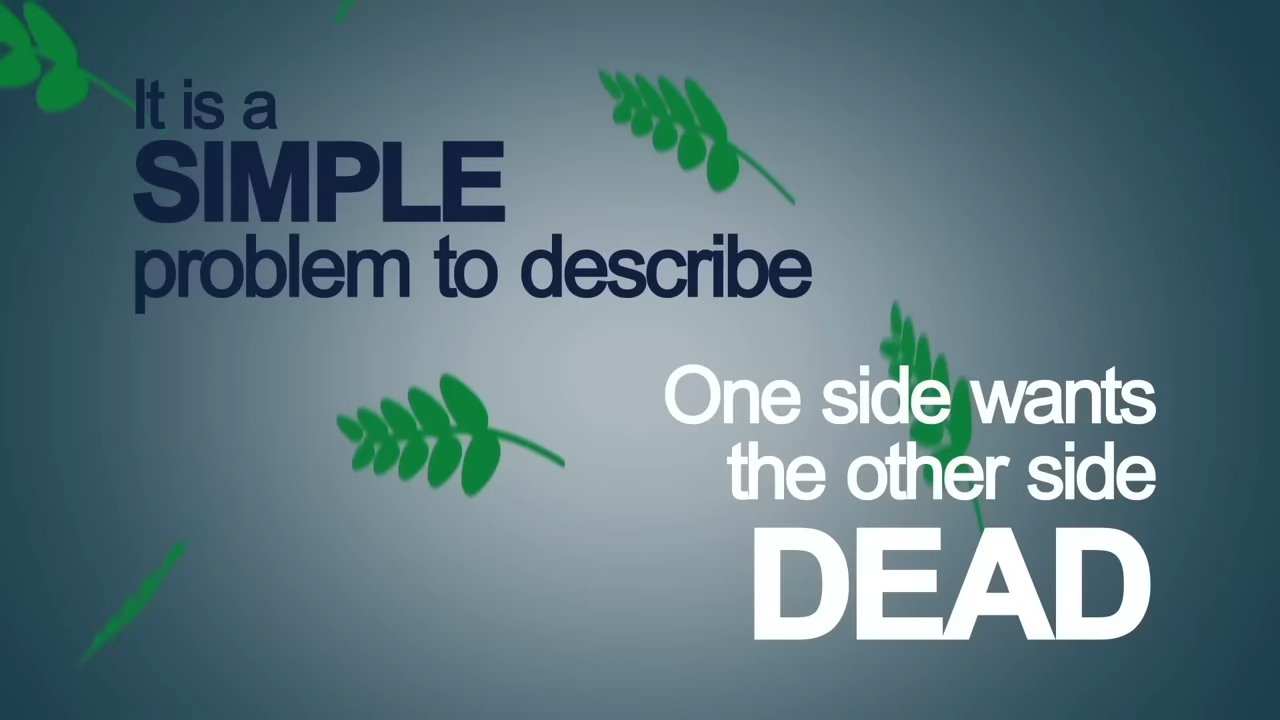 It is a
SIMPLE
problem to describe
One side wants
the other side
DEAD